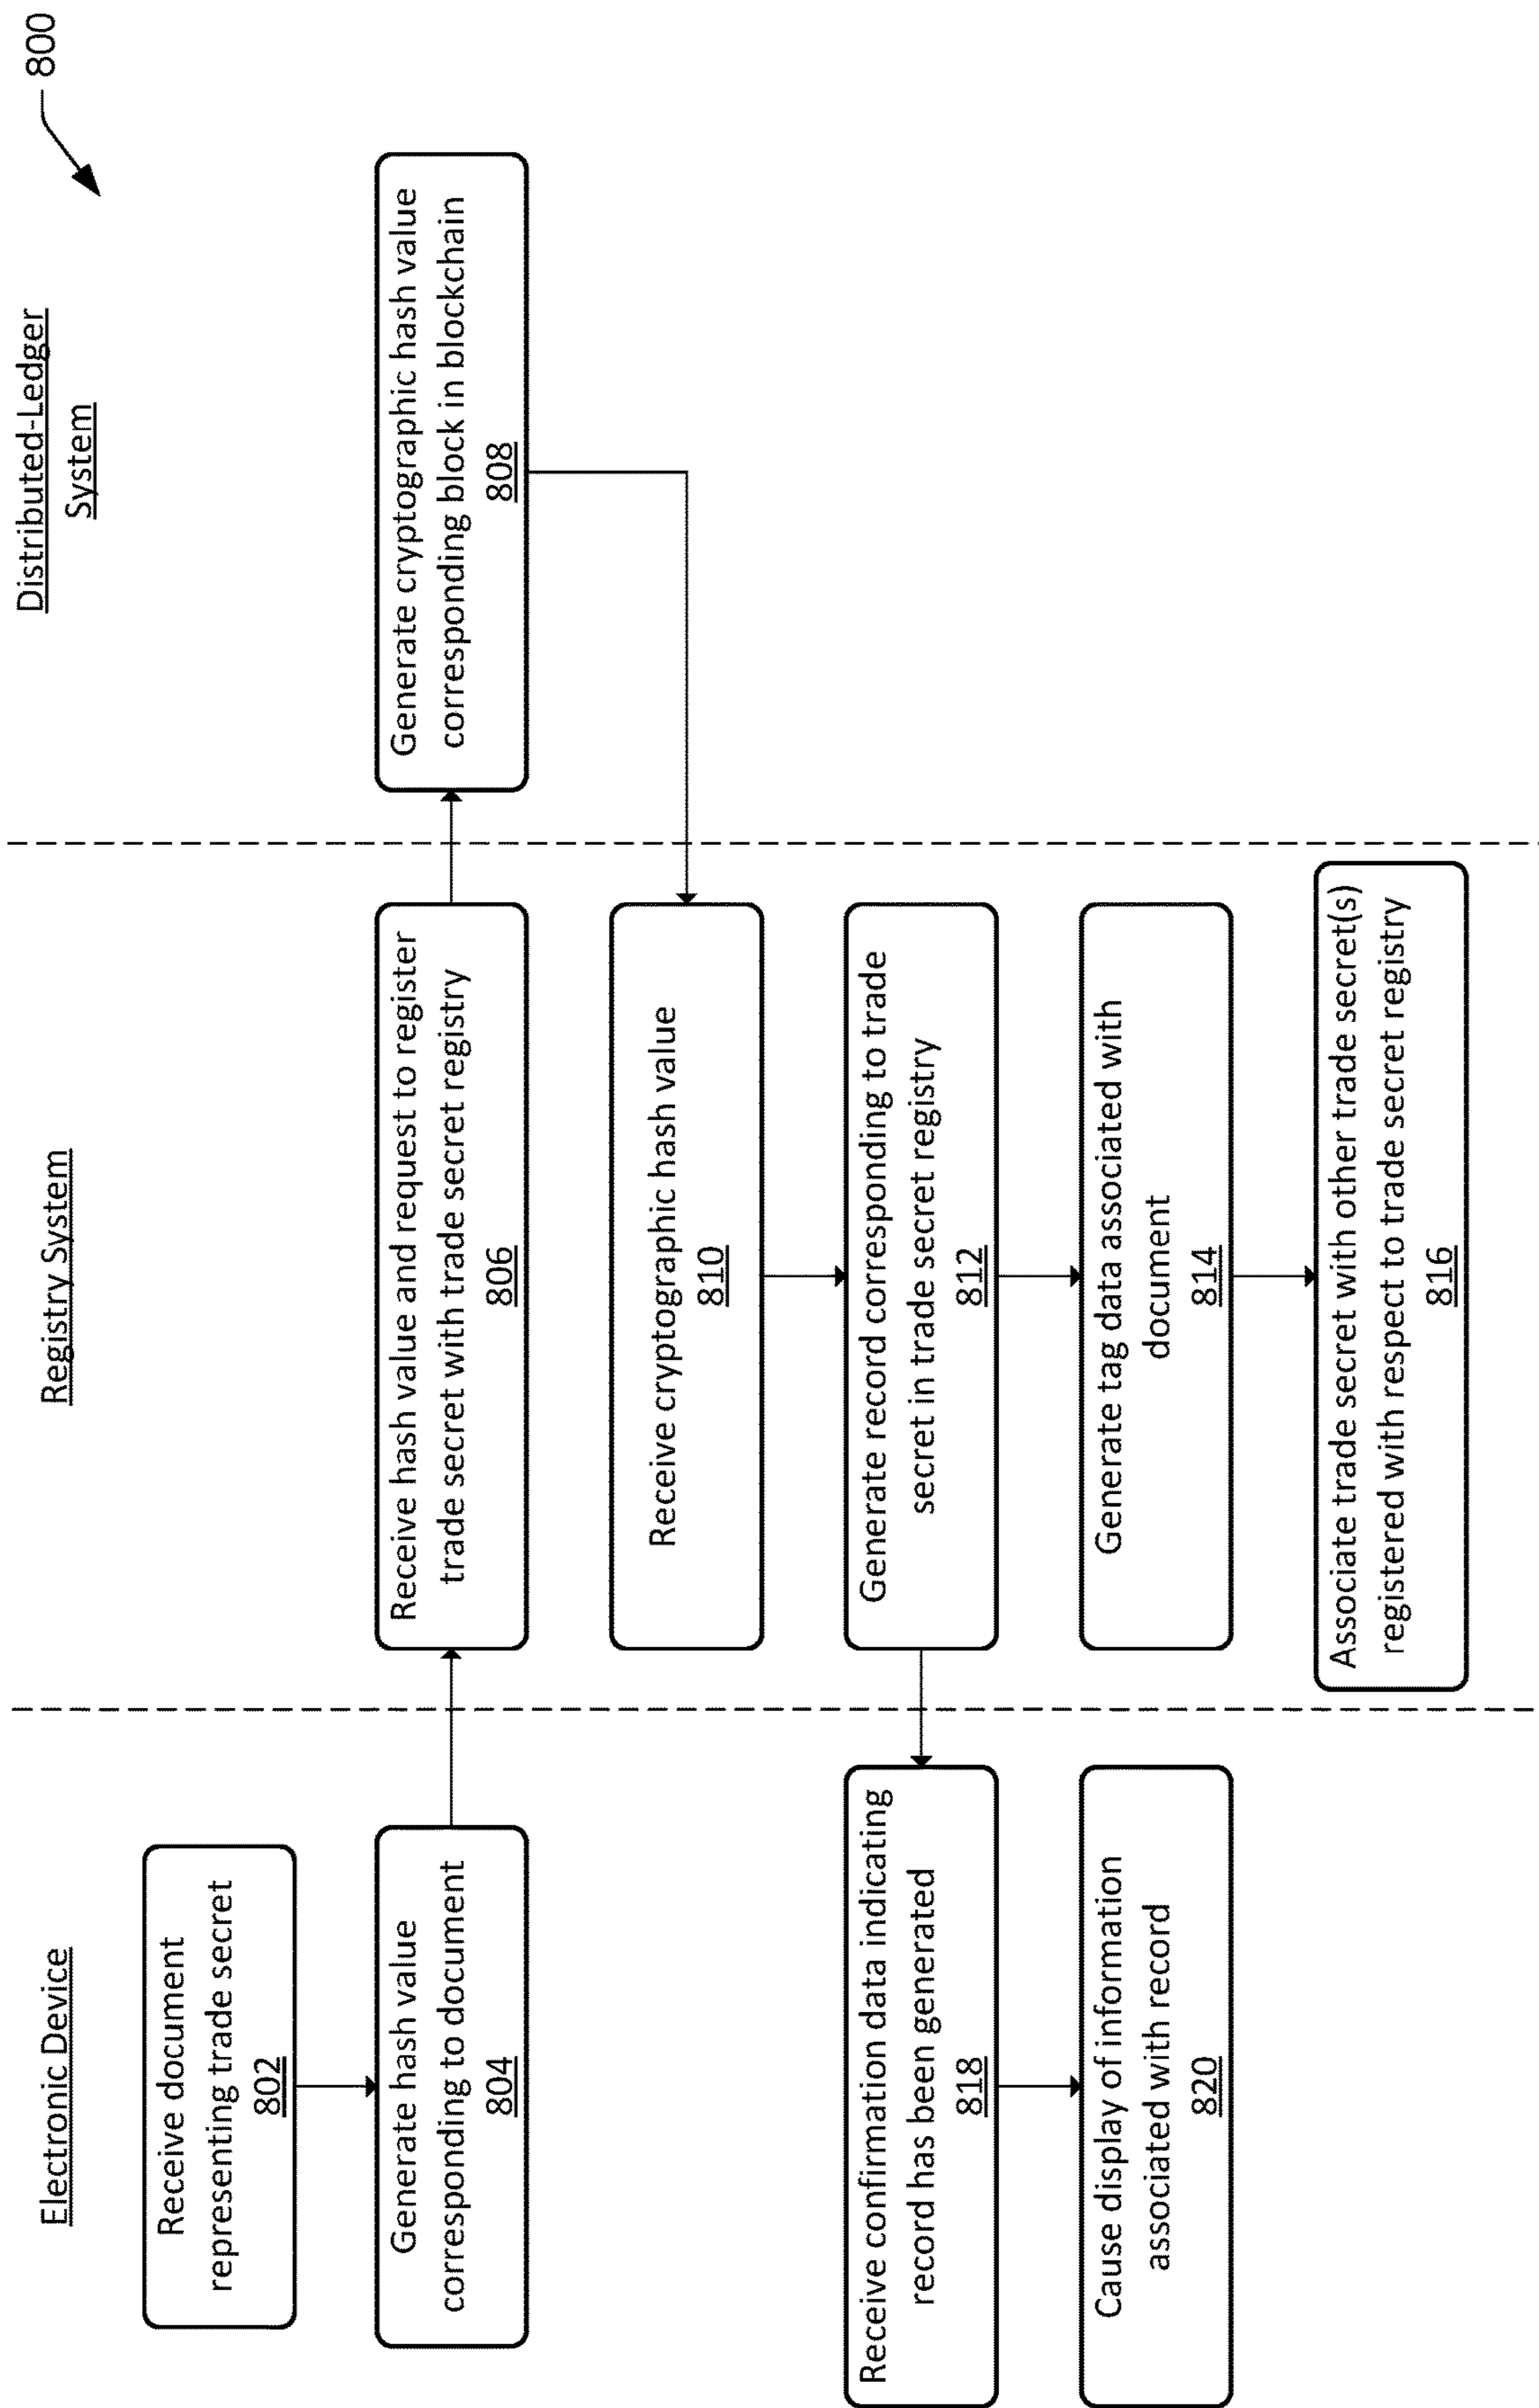 800
Electronic Device
Registry System
Distributed-Ledger
System
Receive document
representing trade secret
802
Generate hash value
corresponding to document
804
Receive hash value and request to register
trade secret with trade secret registry
806
Generate cryptographic hash value
corresponding block in blockchain
808
Receive cryptographic hash value
810
Generate record corresponding to trade
secret in trade secret registry
812
Generate tag data associated with
document
814
Associate trade secret with other trade secret(s)
registered with respect to trade secret registry
816
Receive confirmation data indicating
record has been generated
818
Cause display of information
associated with record
820